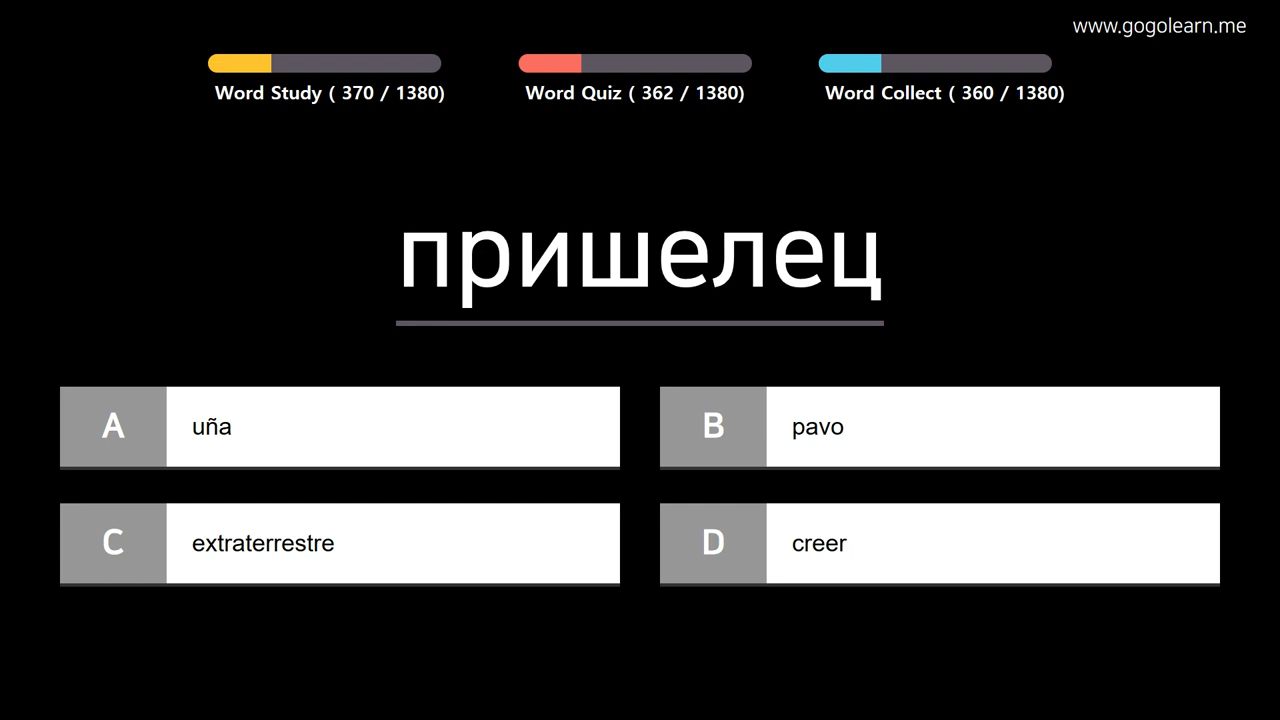 www.gogolearn.me
Word Study ( 370 / 1380)
Word Quiz ( 362 / 1380)
Word Collect ( 360 / 1380)
пришелец
A uña
B pavo
C extraterrestre
D creer